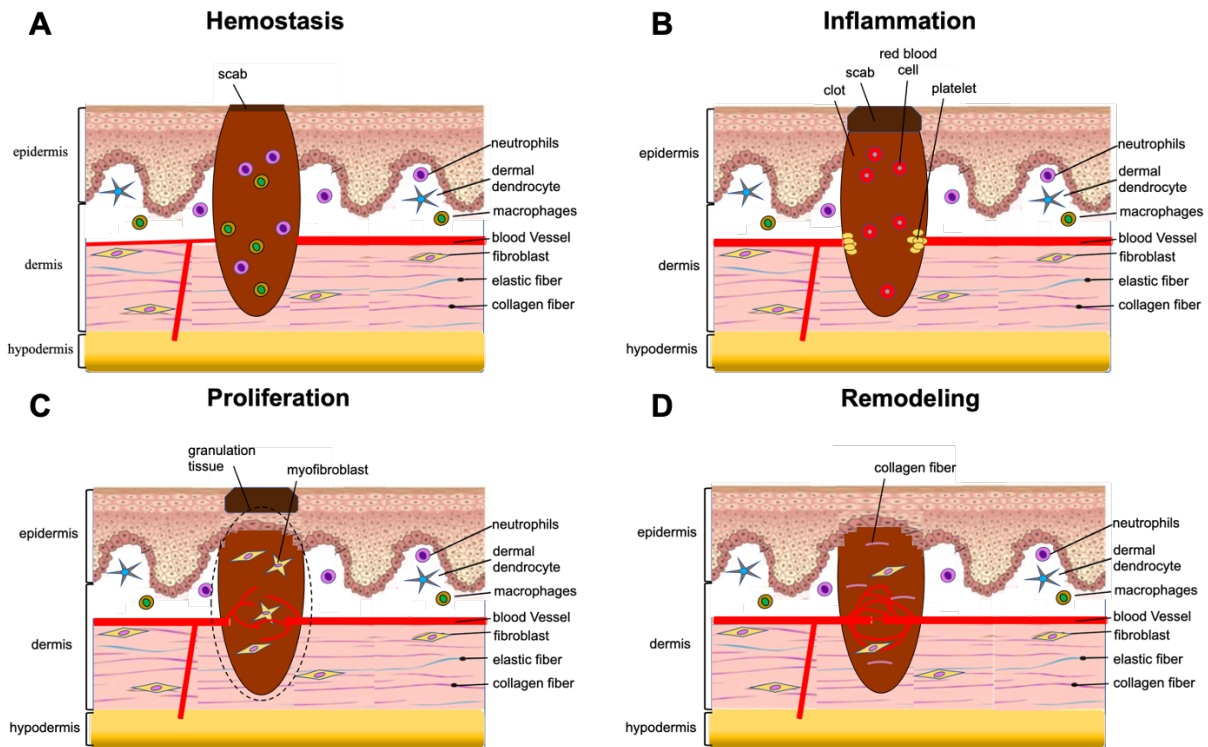 A
Hemostasis
scab
epidermis
dermis
hypodermis
neutrophils
dermal
dendrocyte
macrophages
blood Vessel
fibroblast
elastic fiber
collagen fiber
B
Inflammation
red blood
cell
scab
clot
platelet
epidermis
dermis
hypodermis
neutrophils
dermal
dendrocyte
macrophages
blood Vessel
fibroblast
elastic fiber
collagen fiber
C
Proliferation
granulation
tissue
myofibroblast
epidermis
dermis
hypodermis
neutrophils
dermal
dendrocyte
macrophages
blood Vessel
fibroblast
elastic fiber
collagen fiber
D
Remodeling
collagen fiber
epidermis
dermis
hypodermis
neutrophils
dermal
dendrocyte
macrophages
blood Vessel
fibroblast
elastic fiber
collagen fiber